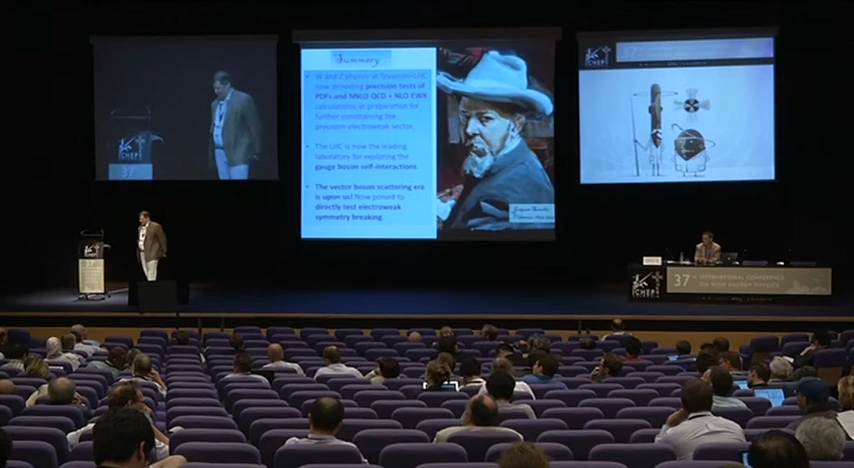 Summary
W and Z physics at Tevatron+LHC
now providing precision tests of
PDFs and NNLO QCD + NLO EWK
calculations, in preparation for
further constraining the
precision electroweak sector.
The LHC is now the leading
laboratory for exploring the
gauge boson self-interactions.
The vector boson scattering era
is upon us! Now poised to
directly test electroweak
symmetry breaking.
ICHEP
37
ICHEP
37
ICHEP
ICHEP
37th INTERNATIONAL CONFERENCE
ON HIGH ENERGY PHYSICS